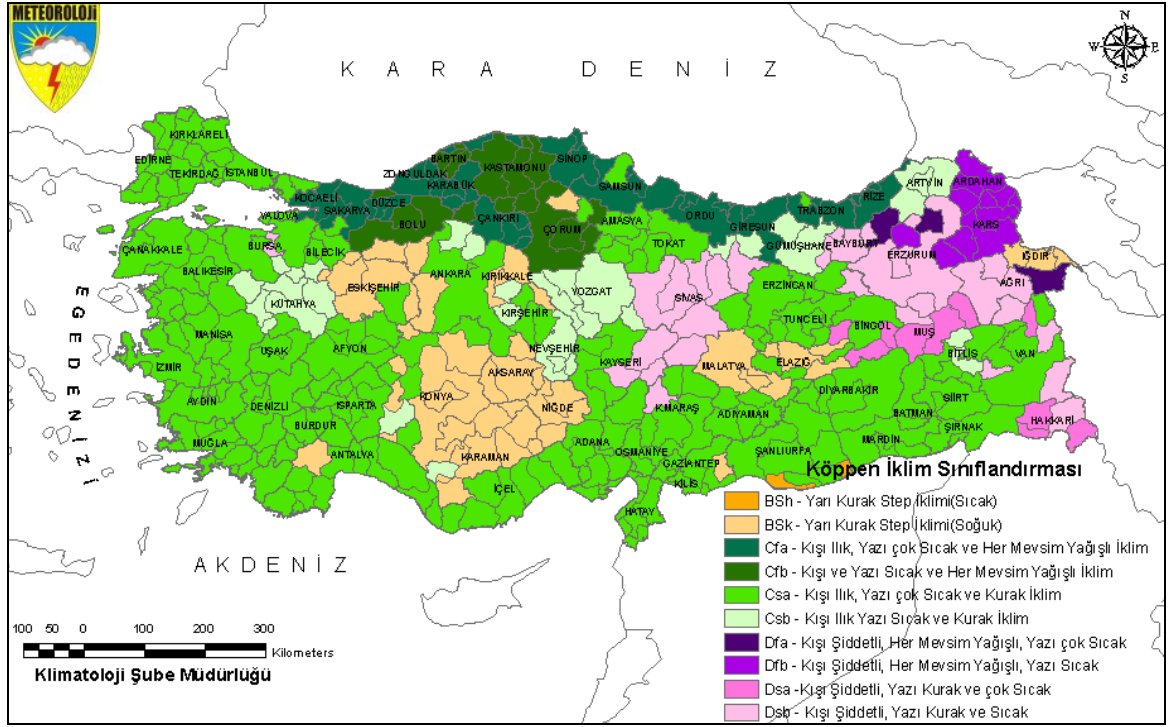 METEOROLOJİ
N
W E
S
K A R A D E N İ Z
KIRKLARELİ
EDİRNE
TEKİRDAĞ
İSTANBUL
KOCAELİ
SAKARYA
YALOVA
DÜZCE
ZONGULDAK
BARTIN
KARABÜK
KASTAMONU
SİNOP
SAMSUN
ÇANKIRI
BOLU
ÇORUM
AMASYA
TOKAT
ORDU
GİRESUN
TRABZON
RİZE
ARTVİN
ARDAHAN
KARS
GÜMÜŞHANE
BAYBURT
ERZURUM
IĞDIR
AĞRI
ÇANAKKALE
BURSA
BİLECİK
BALIKESİR
ESKİŞEHİR
ANKARA
KIRIKKALE
YOZGAT
SİVAS
ERZİNCAN
TUNCELİ
BİNGÖL
MUŞ
KÜTAHYA
KIRŞEHİR
NEVŞEHİR
KAYSERİ
MALATYA
ELAZIĞ
BİTLİS
VAN
MANİSA
UŞAK
AFYON
İZMİR
AKSARAY
KONYA
NİĞDE
AYDIN
DENİZLİ
ISPARTA
BURDUR
MUĞLA
ANTALYA
KARAMAN
İÇEL
ADANA
K.MARAŞ
ADIYAMAN
DİYARBAKIR
BATMAN
SİİRT
ŞIRNAK
HAKKARİ
MARDİN
ŞANLIURFA
OSMANİYE
GAZİANTEP
KİLİS
HATAY
E G E D E N İ Z İ
A K D E N İ Z
Köppen İklim Sınıflandırması
BSh - Yarı Kurak Step İklimi(Sıcak)
BSk - Yarı Kurak Step İklimi(Soğuk)
Cfa - Kışı Ilık, Yazı çok Sıcak ve Her Mevsim Yağışlı İklim
Cfb - Kışı ve Yazı Sıcak ve Her Mevsim Yağışlı İklim
Csa - Kışı Ilık, Yazı çok Sıcak ve Kurak İklim
Csb - Kışı Ilık Yazı Sıcak ve Kurak İklim
Dfa - Kışı Şiddetli, Her Mevsim Yağışlı, Yazı çok Sıcak
Dfb - Kışı Şiddetli, Her Mevsim Yağışlı, Yazı Sıcak
Dsa -Kışı Şiddetli, Yazı Kurak ve çok Sıcak
Dsb - Kışı Şiddetli, Yazı Kurak ve Sıcak
100 50 0 100 200 300
Kilometers
Klimatoloji Şube Müdürlüğü